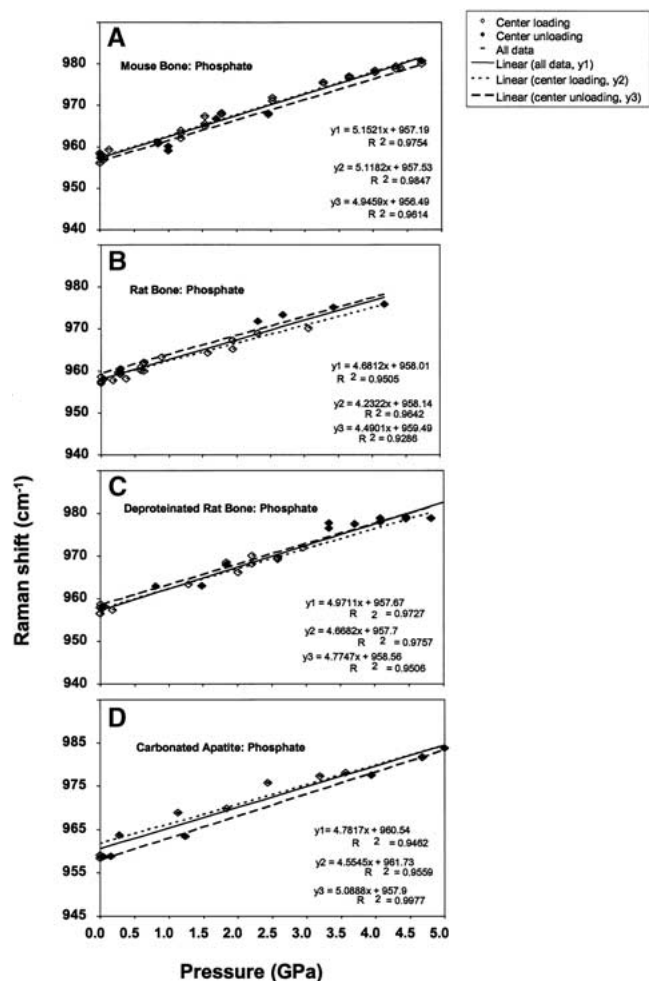 Center loading
Center unloading
All data
Linear (all data, y1)
Linear (center loading, y2)
Linear (center unloading, y3)
A
Mouse Bone: Phosphate
980
970
960
950
940
y1 = 5.1521x + 957.19
R 2 = 0.9754
y2 = 5.1182x + 957.53
R 2 = 0.9847
y3 = 4.9459x + 956.49
R 2 = 0.9614
B
Rat Bone: Phosphate
980
970
960
950
940
y1 = 4.6812x + 958.01
R 2 = 0.9505
y2 = 4.2322x + 958.14
R 2 = 0.9642
y3 = 4.4901x + 959.49
R 2 = 0.9286
C
Deproteinated Rat Bone: Phosphate
980
970
960
950
940
y1 = 4.9711x + 957.67
R 2 = 0.9727
y2 = 4.6682x + 957.7
R 2 = 0.9757
y3 = 4.7747x + 958.56
R 2 = 0.9506
D
Carbonated Apatite: Phosphate
985
975
965
955
945
y1 = 4.7817x + 960.54
R 2 = 0.9462
y2 = 4.5545x + 961.73
R 2 = 0.9559
y3 = 5.0888x + 957.9
R 2 = 0.9977
0.0 0.5 1.0 1.5 2.0 2.5 3.0 3.5 4.0 4.5 5.0
Raman shift (cm-1)
Pressure (GPa)